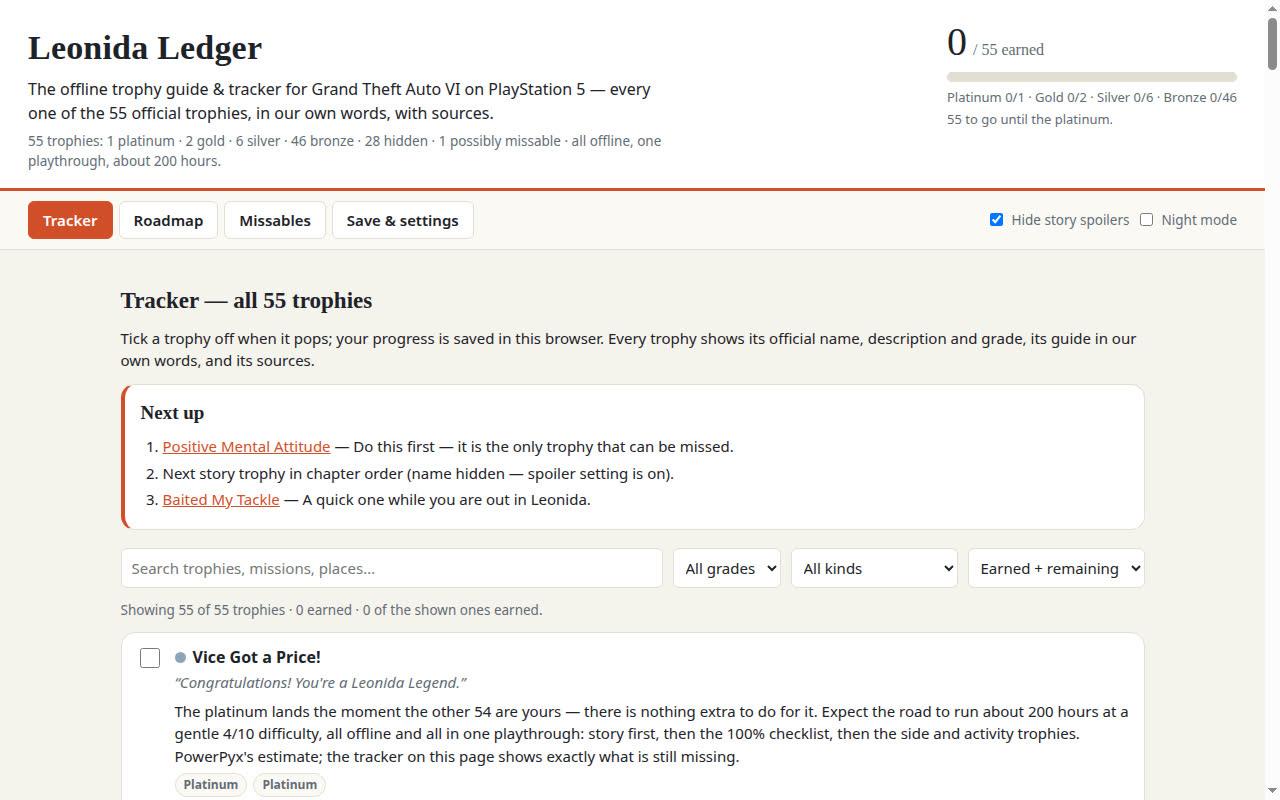 Leonida Ledger
The offline trophy guide & tracker for Grand Theft Auto VI on PlayStation 5 — every
one of the 55 official trophies, in our own words, with sources.
55 trophies: 1 platinum · 2 gold · 6 silver · 46 bronze · 28 hidden · 1 possibly missable · all offline, one
playthrough, about 200 hours.
0 / 55 earned
Platinum 0/1 · Gold 0/2 · Silver 0/6 · Bronze 0/46
55 to go until the platinum.
Tracker
Roadmap
Missables
Save & settings
Hide story spoilers
Night mode
Tracker — all 55 trophies
Tick a trophy off when it pops; your progress is saved in this browser. Every trophy shows its official name, description and grade, its guide in our
own words, and its sources.
Next up
1. Positive Mental Attitude — Do this first — it is the only trophy that can be missed.
2. Next story trophy in chapter order (name hidden — spoiler setting is on).
3. Baited My Tackle — A quick one while you are out in Leonida.
Search trophies, missions, places...
All grades
All kinds
Earned + remaining
Showing 55 of 55 trophies · 0 earned · 0 of the shown ones earned.
Vice Got a Price!
“Congratulations! You're a Leonida Legend.”
The platinum lands the moment the other 54 are yours — there is nothing extra to do for it. Expect the road to run about 200 hours at a
gentle 4/10 difficulty, all offline and all in one playthrough: story first, then the 100% checklist, then the side and activity trophies.
PowerPyx's estimate; the tracker on this page shows exactly what is still missing.
Platinum
Platinum